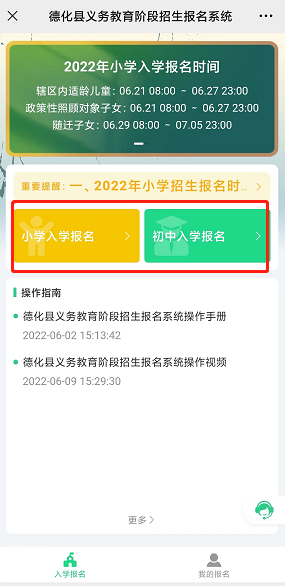 德化县义务教育阶段招生报名系统
2022年小学入学报名时间
辖区内适龄儿童：06.21 08:00 ~ 06.27 23:00
政策性照顾对象子女：06.21 08:00 ~ 06.27 23:00
随迁子女：06.29 08:00 ~ 07.05 23:00
重要提醒：一、2022年小学招生报名时...
小学入学报名
初中入学报名
操作指南
德化县义务教育阶段招生报名系统操作手册
2022-06-02 15:13:42
德化县义务教育阶段招生报名系统操作视频
2022-06-09 15:29:30
更多
入学报名
我的报名